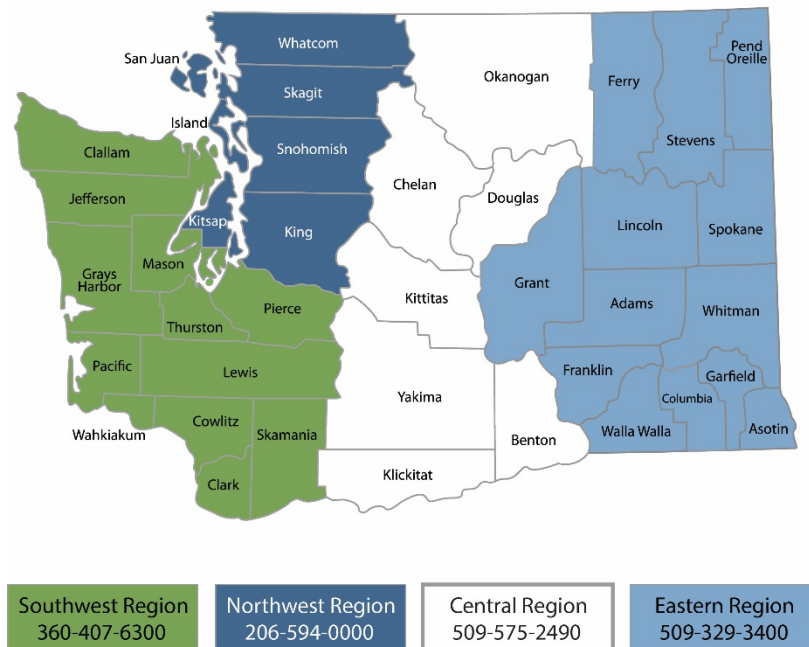 Whatcom
San Juan
Pend
Oreille
Okanogan
Ferry
Skagit
Island
Stevens
Clallam
Snohomish
Chelan
Jefferson
Douglas
Kitsap
King
Lincoln
Spokane
Mason
Grays
Harbor
Grant
Kittitas
Pierce
Adams
Whitman
Thurston
Pacific
Lewis
Franklin
Garfield
Yakima
Columbia
Cowlitz
Wahkiakum
Skamania
Benton
Walla Walla
Asotin
Klickitat
Clark
Southwest Region
360-407-6300
Northwest Region
206-594-0000
Central Region
509-575-2490
Eastern Region
509-329-3400